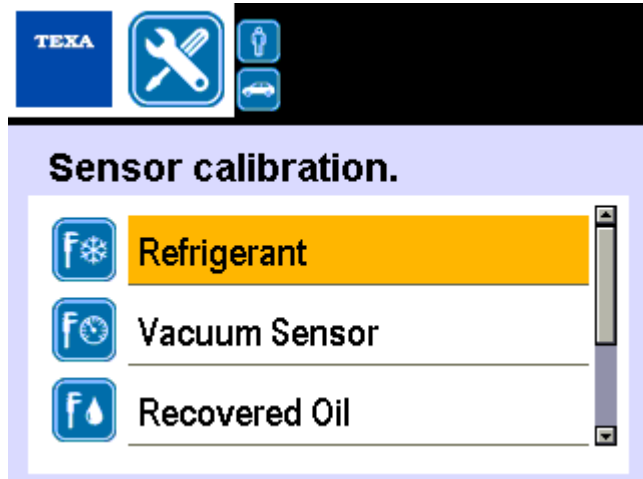 TEXA
Sensor calibration.
Refrigerant
Vacuum Sensor
Recovered Oil